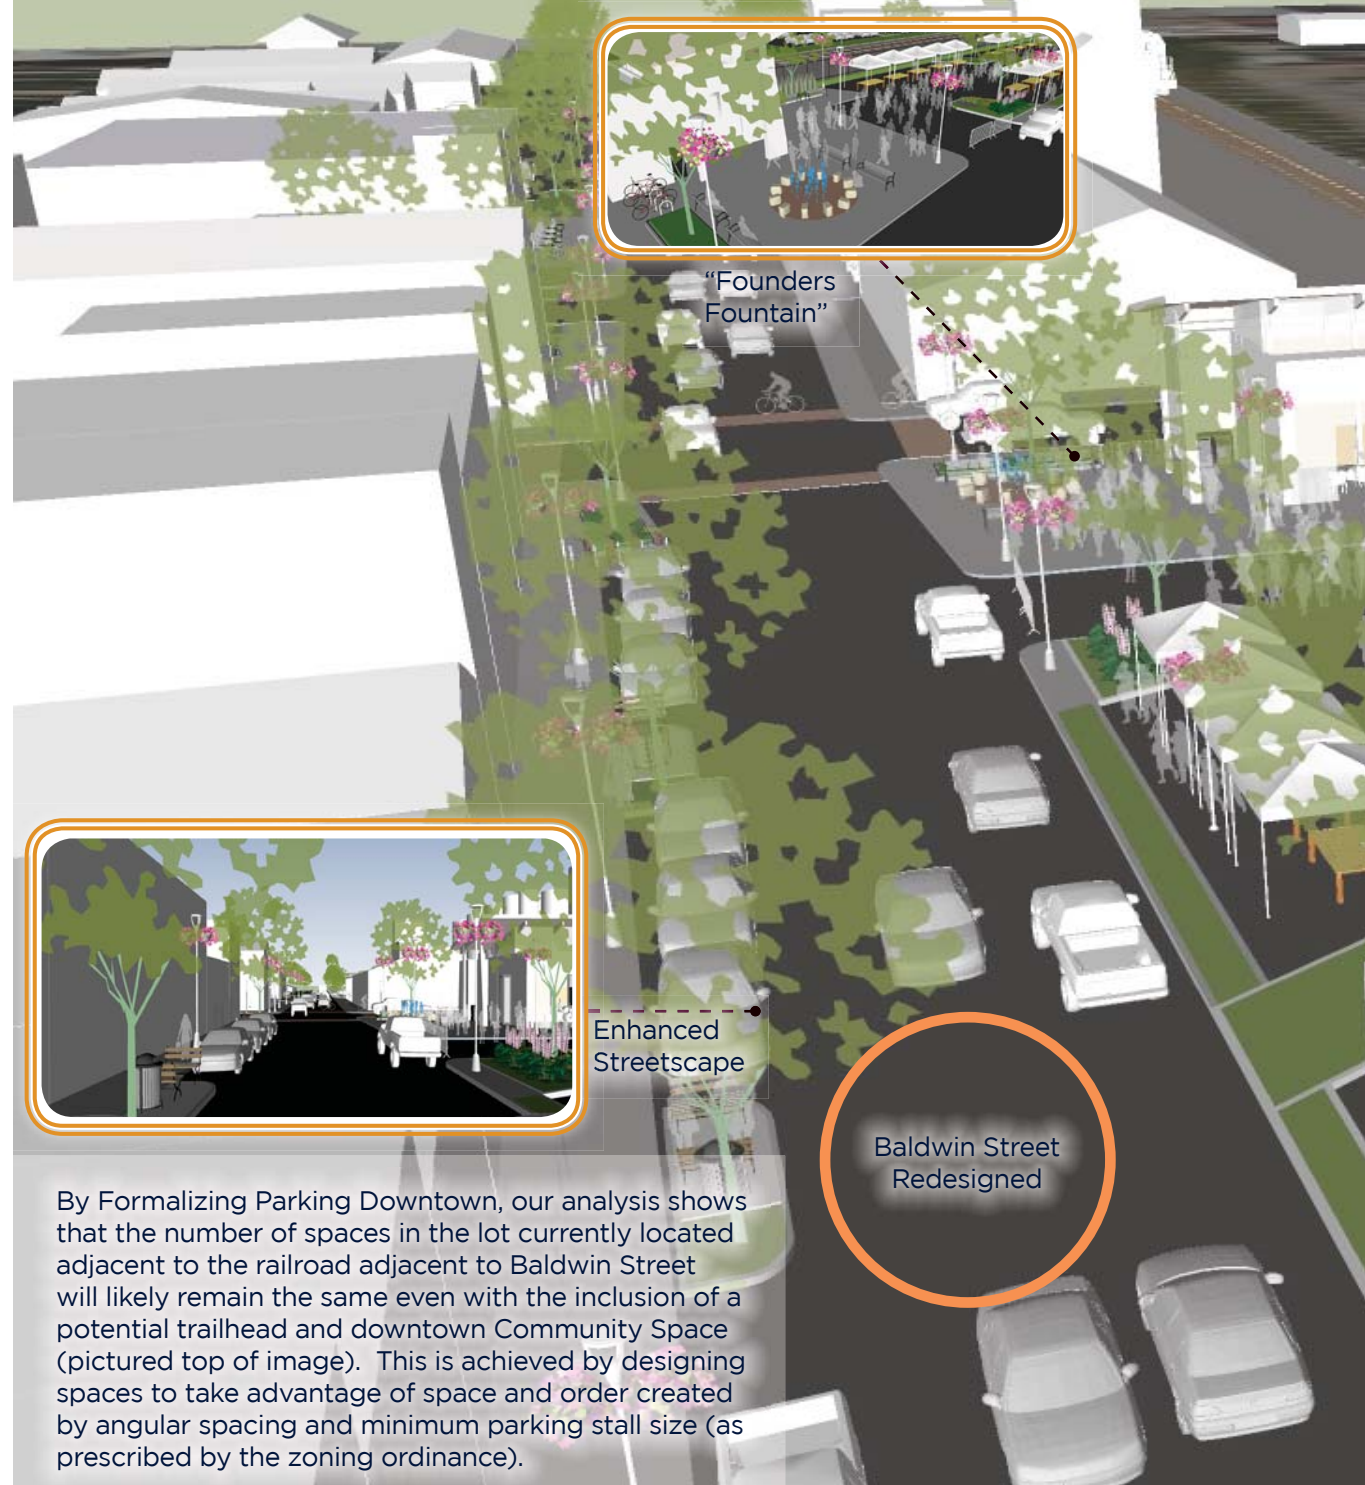 “Founders
Fountain”
Enhanced
Streetscape
Baldwin Street
Redesigned
By Formalizing Parking Downtown, our analysis shows
that the number of spaces in the lot currently located
adjacent to the railroad adjacent to Baldwin Street
will likely remain the same even with the inclusion of a
potential trailhead and downtown Community Space
(pictured top of image).  This is achieved by designing
spaces to take advantage of space and order created
by angular spacing and minimum parking stall size (as
prescribed by the zoning ordinance).